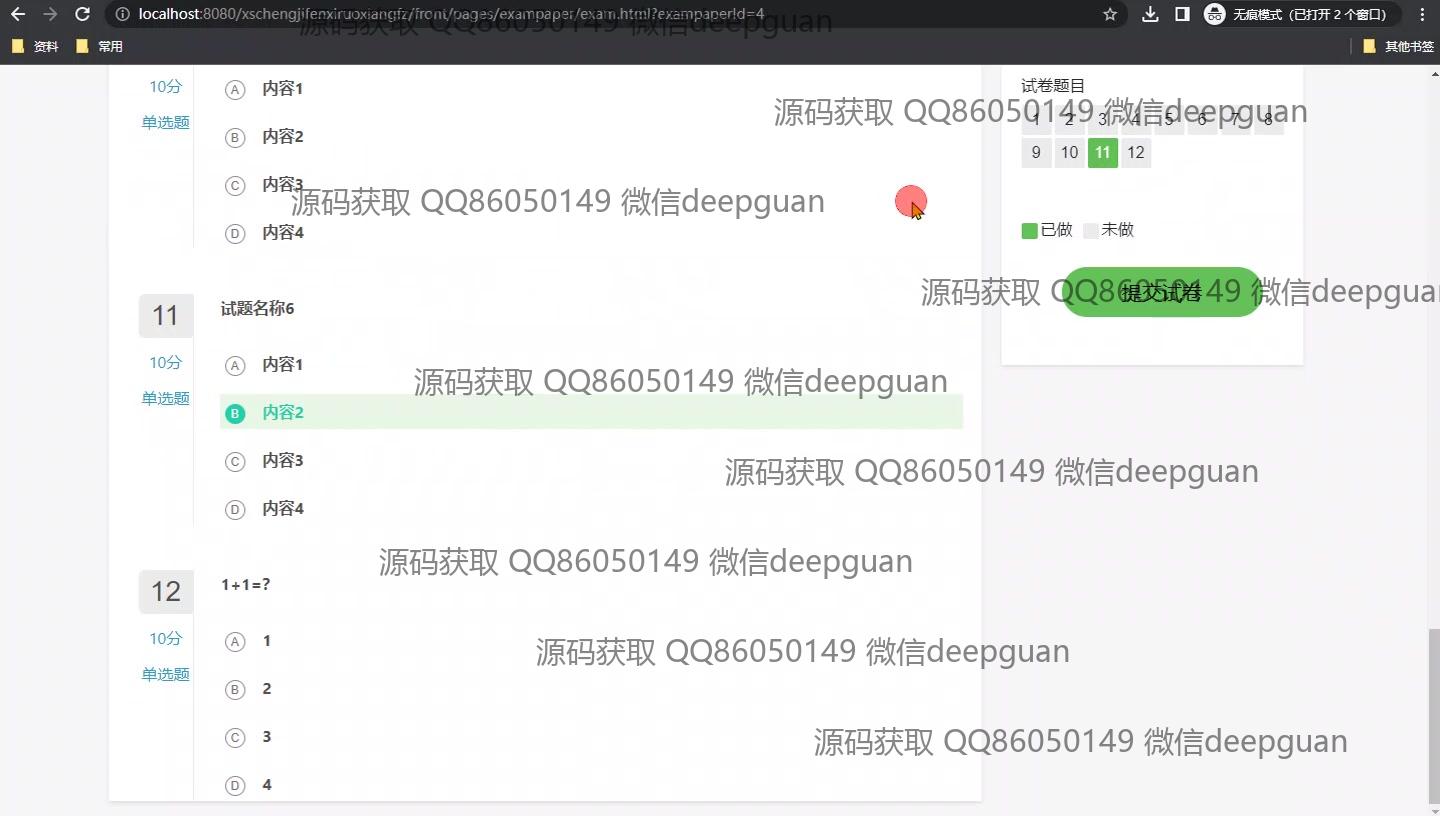 localhost:8080/xschengjifenxiruoxiangfz/front/pages/exampaper/exam.html?exampaperId=4
无痕模式（已打开 2 个窗口）
源码获取 QQ86050149 微信deepguan
资料
常用
其他书签
10分
单选题
A 内容1
B 内容2
C 内容3
D 内容4
试卷题目
1 2 3 4 5 6 7 8
9 10 11 12
源码获取 QQ86050149 微信deepguan
源码获取 QQ86050149 微信deepguan
已做 未做
提交试卷
源码获取 QQ86050149 微信deepguan
11
试题名称6
10分
单选题
A 内容1
B 内容2
C 内容3
D 内容4
源码获取 QQ86050149 微信deepguan
源码获取 QQ86050149 微信deepguan
源码获取 QQ86050149 微信deepguan
12
1+1=?
10分
单选题
A 1
B 2
C 3
D 4
源码获取 QQ86050149 微信deepguan
源码获取 QQ86050149 微信deepguan